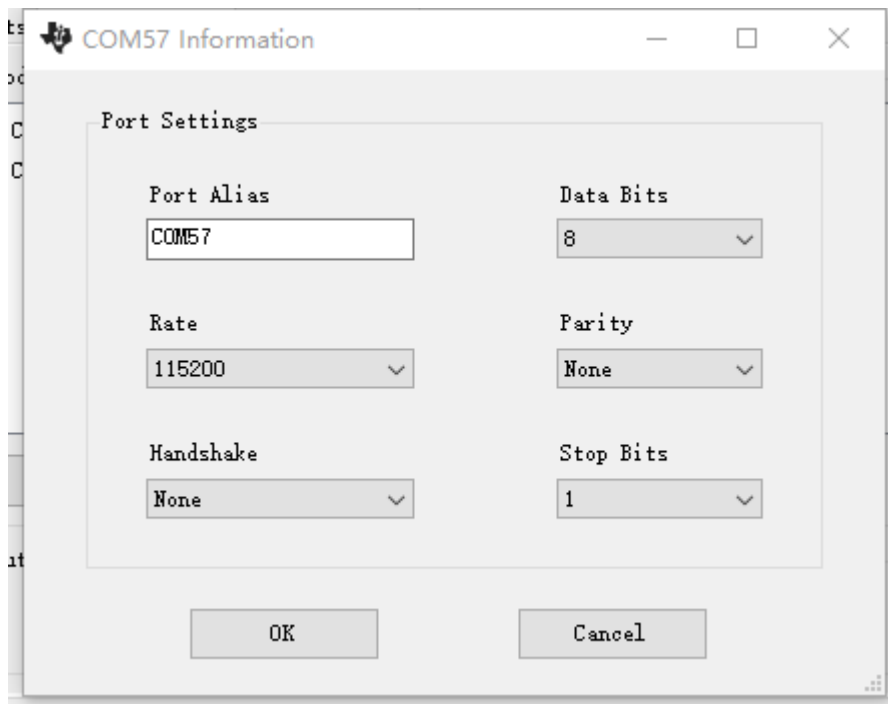 COM57 Information
Port Settings
Port Alias
Data Bits
COM57
8
Rate
Parity
115200
None
Handshake
Stop Bits
None
1
OK
Cancel